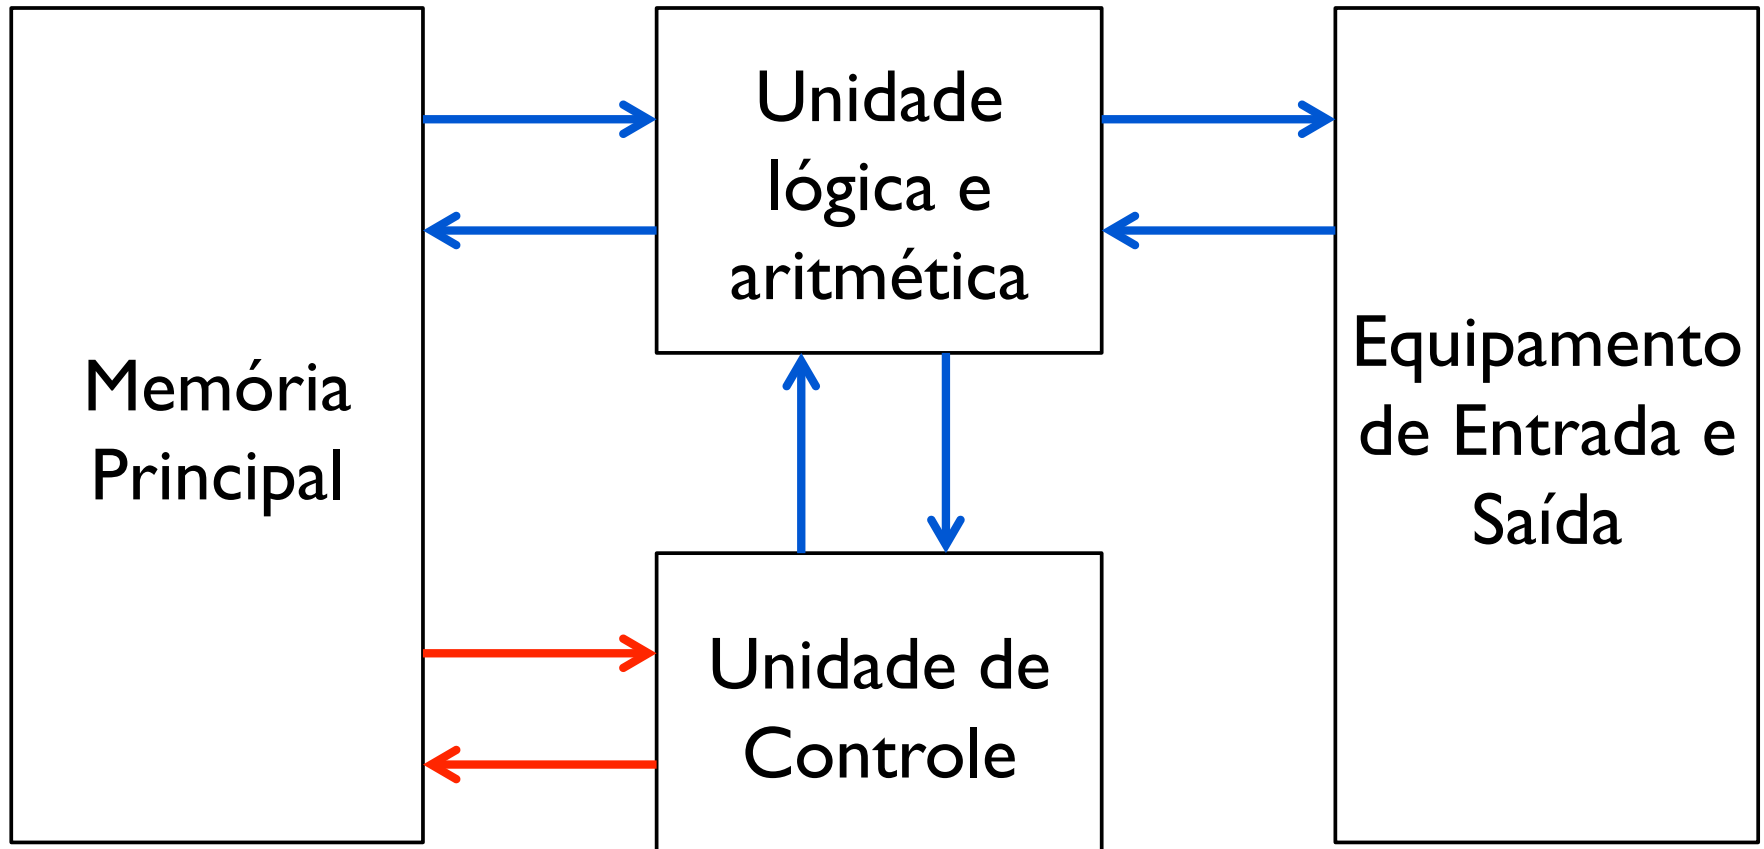 Memória
Principal
Unidade
lógica e
aritmética
Unidade de
Controle
Equipamento
de Entrada e
Saída